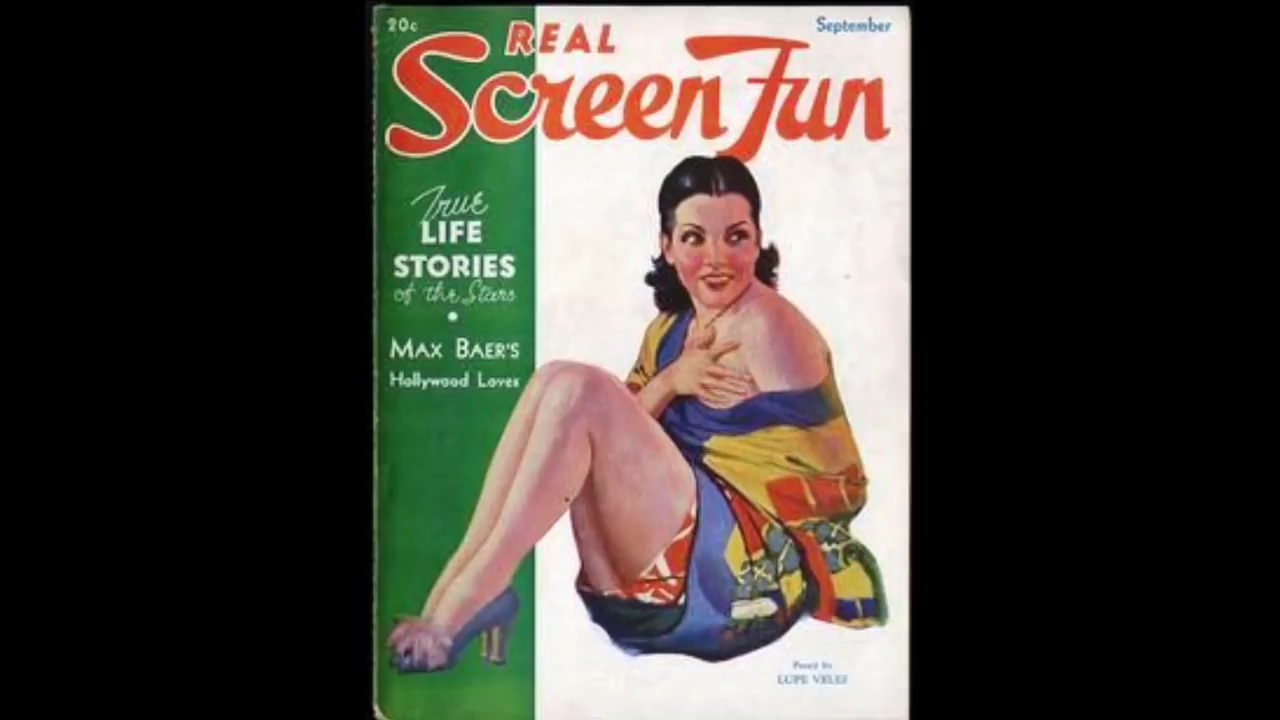 20c
September
REAL
Screen Fun
True
LIFE
STORIES
of the Stars
MAX BAER'S
Hollywood Loves
Posed by
LUPE VELEZ